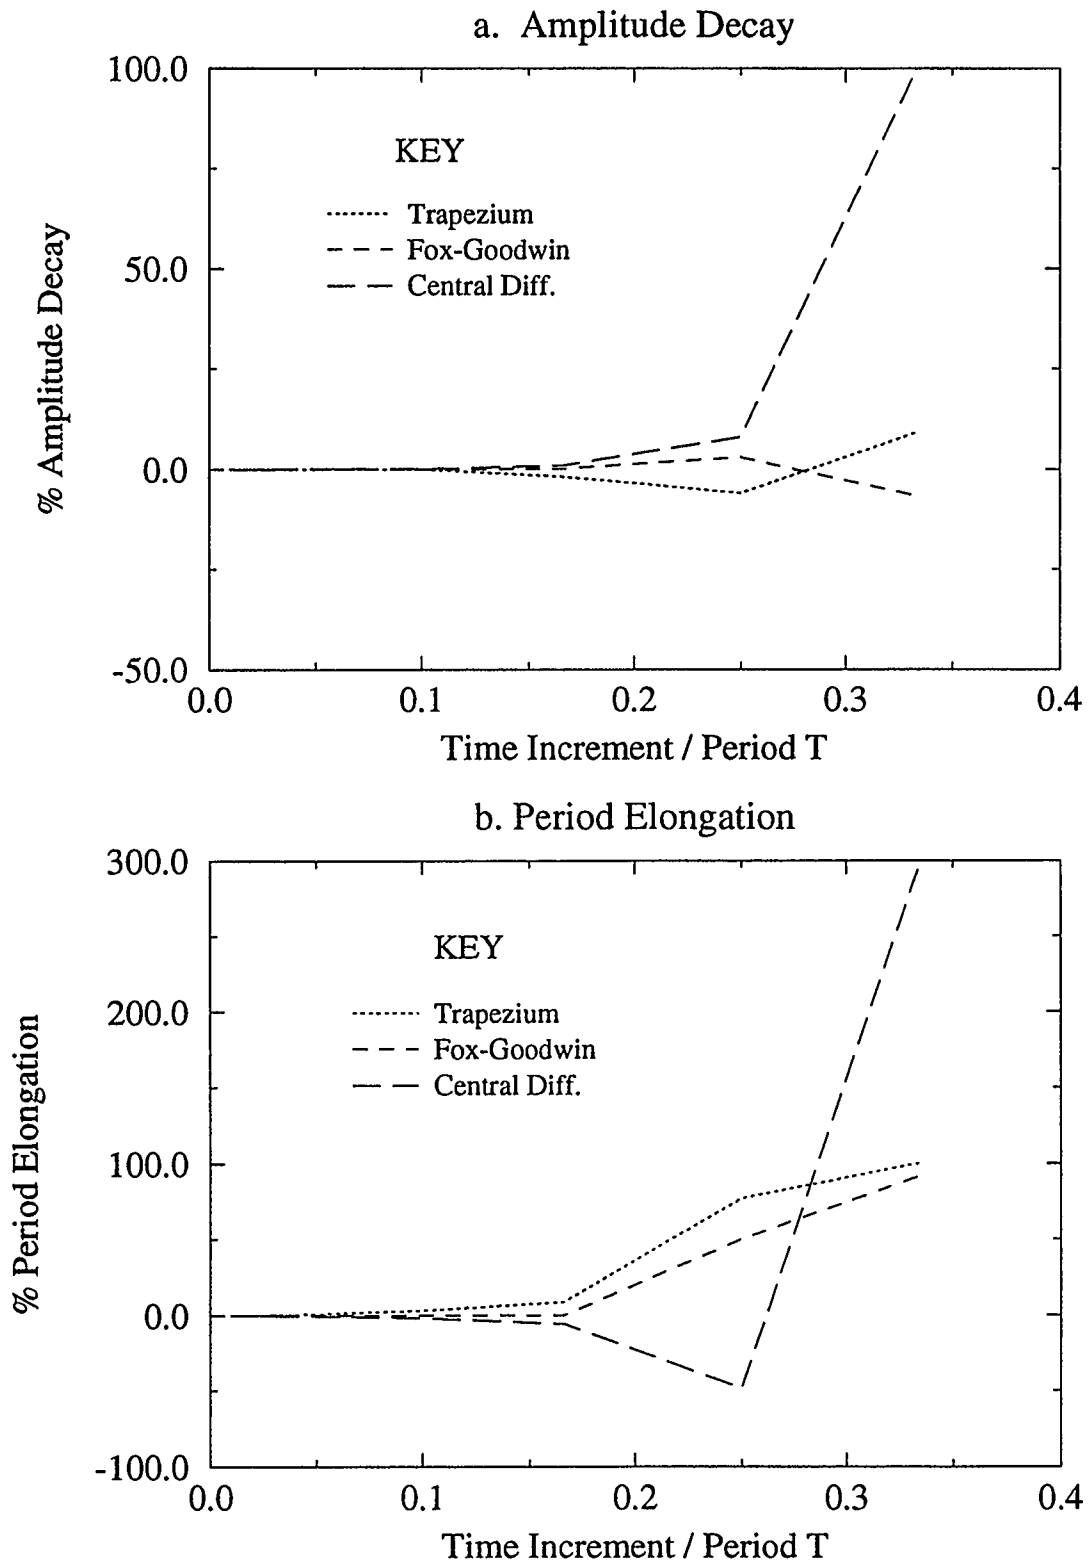 a. Amplitude Decay
100.0
50.0
0.0
-50.0
% Amplitude Decay
KEY
Trapezium
Fox-Goodwin
Central Diff.
0.0 0.1 0.2 0.3 0.4
Time Increment / Period T
b. Period Elongation
300.0
200.0
100.0
0.0
-100.0
% Period Elongation
KEY
Trapezium
Fox-Goodwin
Central Diff.
0.0 0.1 0.2 0.3 0.4
Time Increment / Period T